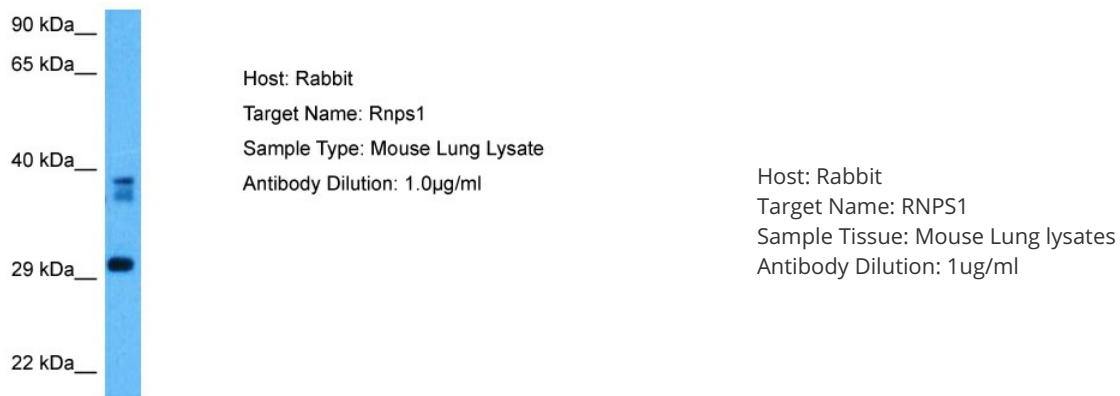 90 kDa__
65 kDa__
40 kDa__
29 kDa__
22 kDa__
Host: Rabbit
Target Name: Rnps1
Sample Type: Mouse Lung Lysate
Antibody Dilution: 1.0µg/ml
Host: Rabbit
Target Name: RNPS1
Sample Tissue: Mouse Lung lysates
Antibody Dilution: 1ug/ml